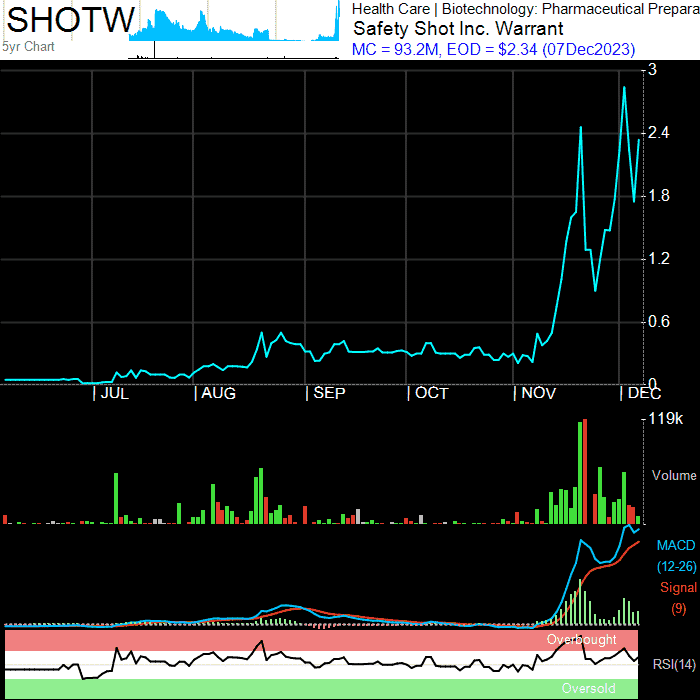 SHOTW
5yr Chart
Health Care | Biotechnology: Pharmaceutical Prepara
Safety Shot Inc. Warrant
MC = 93.2M, EOD = $2.34 (07Dec2023)
3
2.4
1.8
1.2
0.6
0
| JUL | AUG | SEP | OCT | NOV | DEC
119k
Volume
MACD
(12-26)
Signal
(9)
Overbought
RSI(14)
Oversold